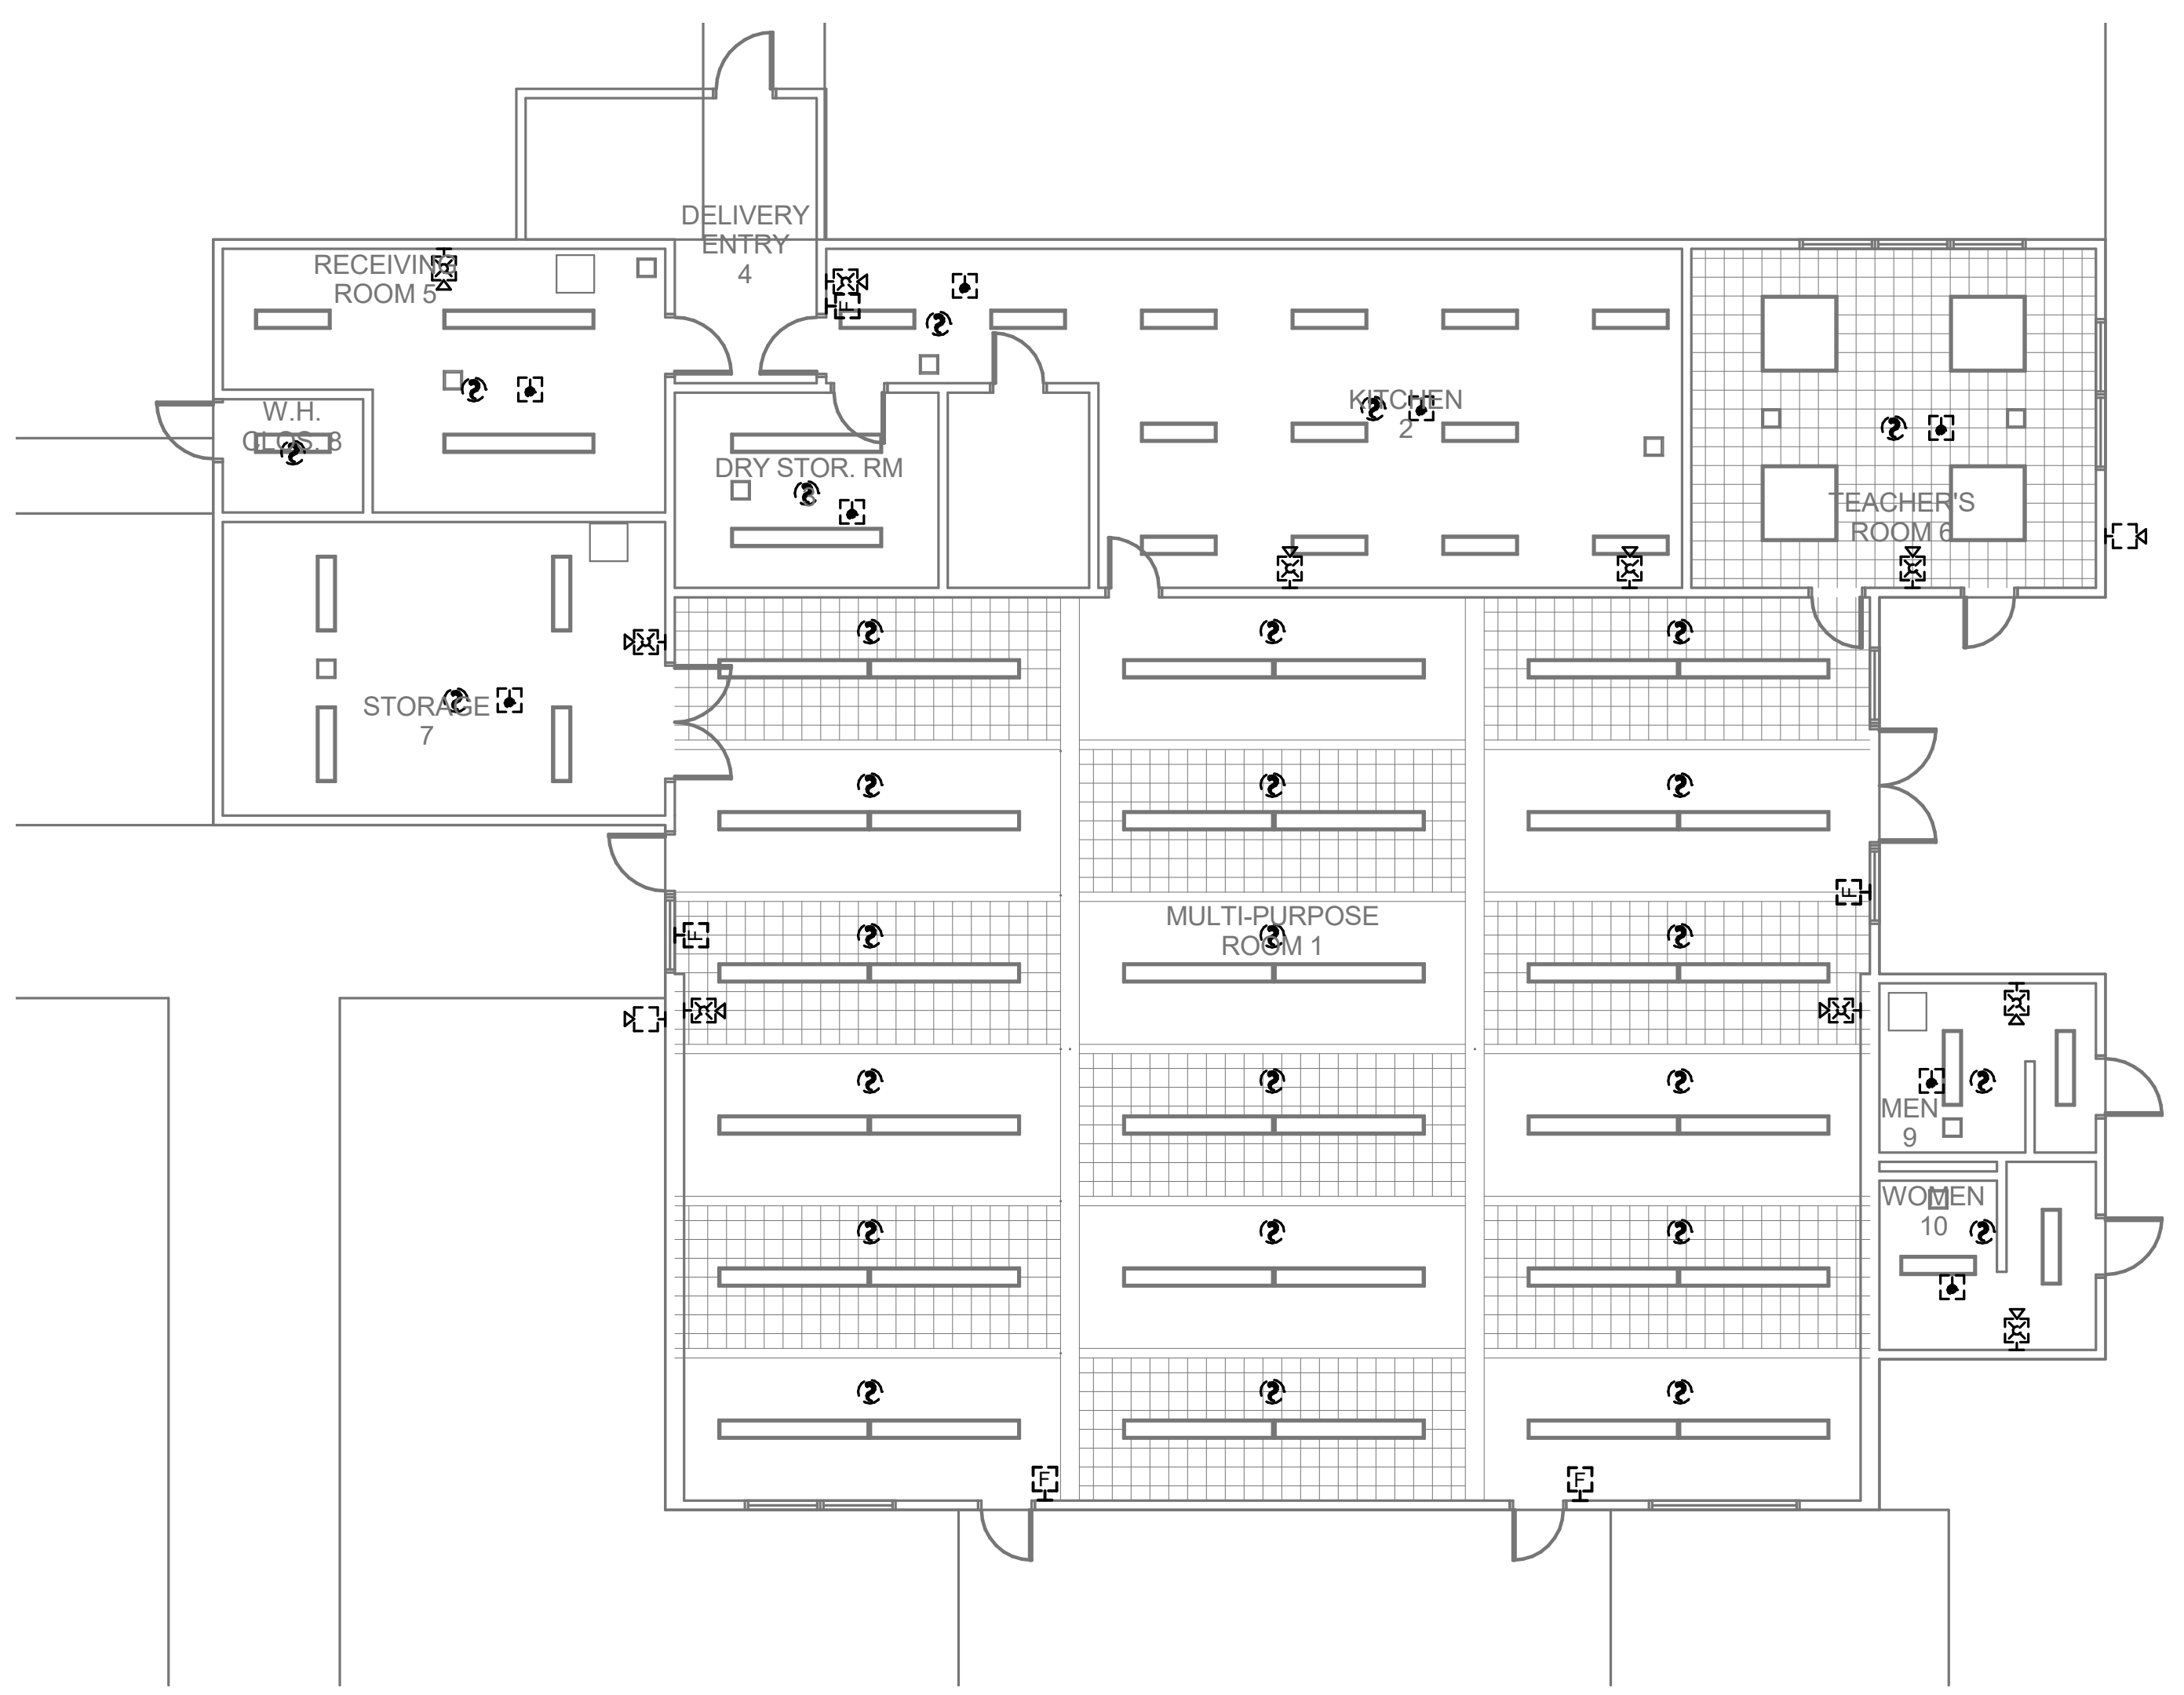 DELIVERY
ENTRY
4
RECEIVING
ROOM 5
F
W.H.
CLOS. 8
KITCHEN
2
DRY STOR. RM
3
TEACHER'S
ROOM 6
STORAGE
7
F
MULTI-PURPOSE
ROOM 1
F
MEN
9
WOMEN
10
F
F